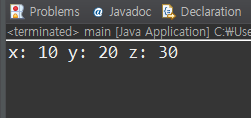 Problems @ Javadoc Declaration
<terminated> main [Java Application] C:₩Use
x: 10 y: 20 z: 30